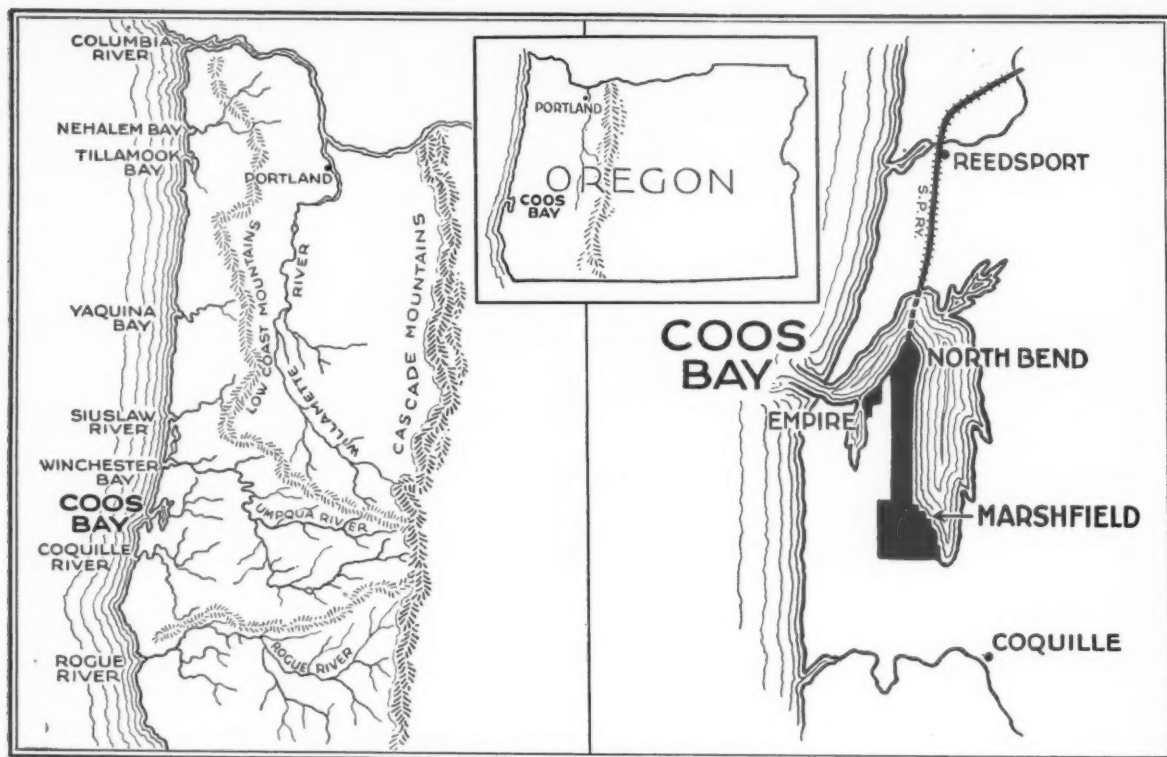 COLUMBIA
RIVER
NEHALEM BAY
TILLAMOOK
BAY
PORTLAND
LOW COAST MOUNTAINS
RIVER
WILLAMETTE
CASCADE MOUNTAINS
YAQUINA
BAY
SIUSLAW
RIVER
WINCHESTER
BAY
COOS
BAY
UMPQUA RIVER
COQUILLE
RIVER
ROGUE
RIVER
ROGUE RIVER
PORTLAND
OREGON
COOS
BAY
REEDSPORT
S.P.RY.
COOS
BAY
NORTH BEND
EMPIRE
MARSHFIELD
COQUILLE